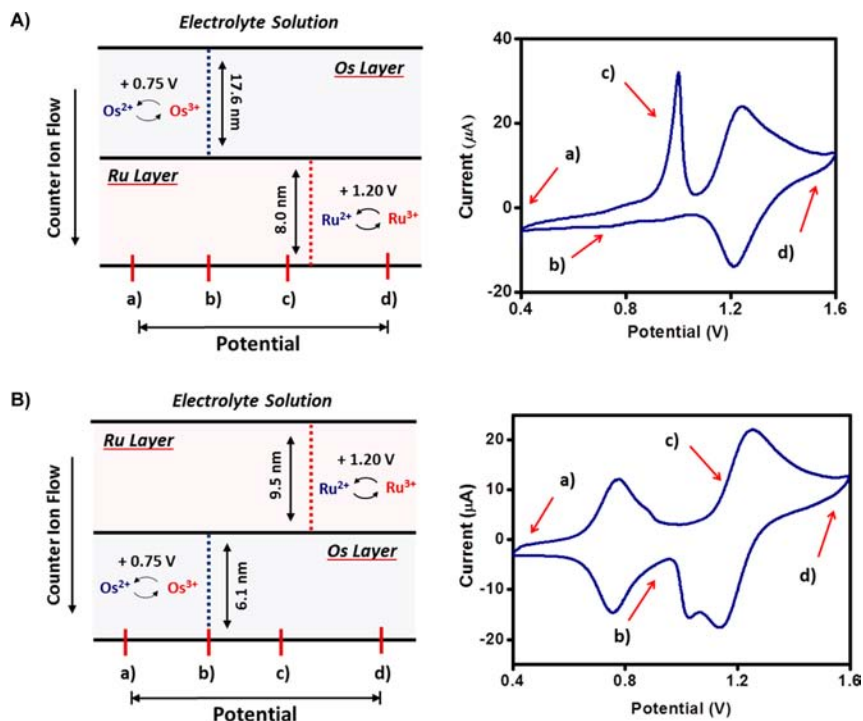 A)
Electrolyte Solution
Os Layer
+ 0.75 V
Os2+ Os3+
17.6 nm
Counter Ion Flow
Ru Layer
+ 1.20 V
Ru2+ Ru3+
8.0 nm
a) b) c) d)
Potential
40
20
0
-20
Current (µA)
a)
b)
c)
d)
0.4 0.8 1.2 1.6
Potential (V)
B)
Electrolyte Solution
Ru Layer
+ 1.20 V
Ru2+ Ru3+
9.5 nm
Counter Ion Flow
Os Layer
+ 0.75 V
Os2+ Os3+
6.1 nm
a) b) c) d)
Potential
20
10
0
-10
-20
Current (µA)
a)
b)
c)
d)
0.4 0.8 1.2 1.6
Potential (V)